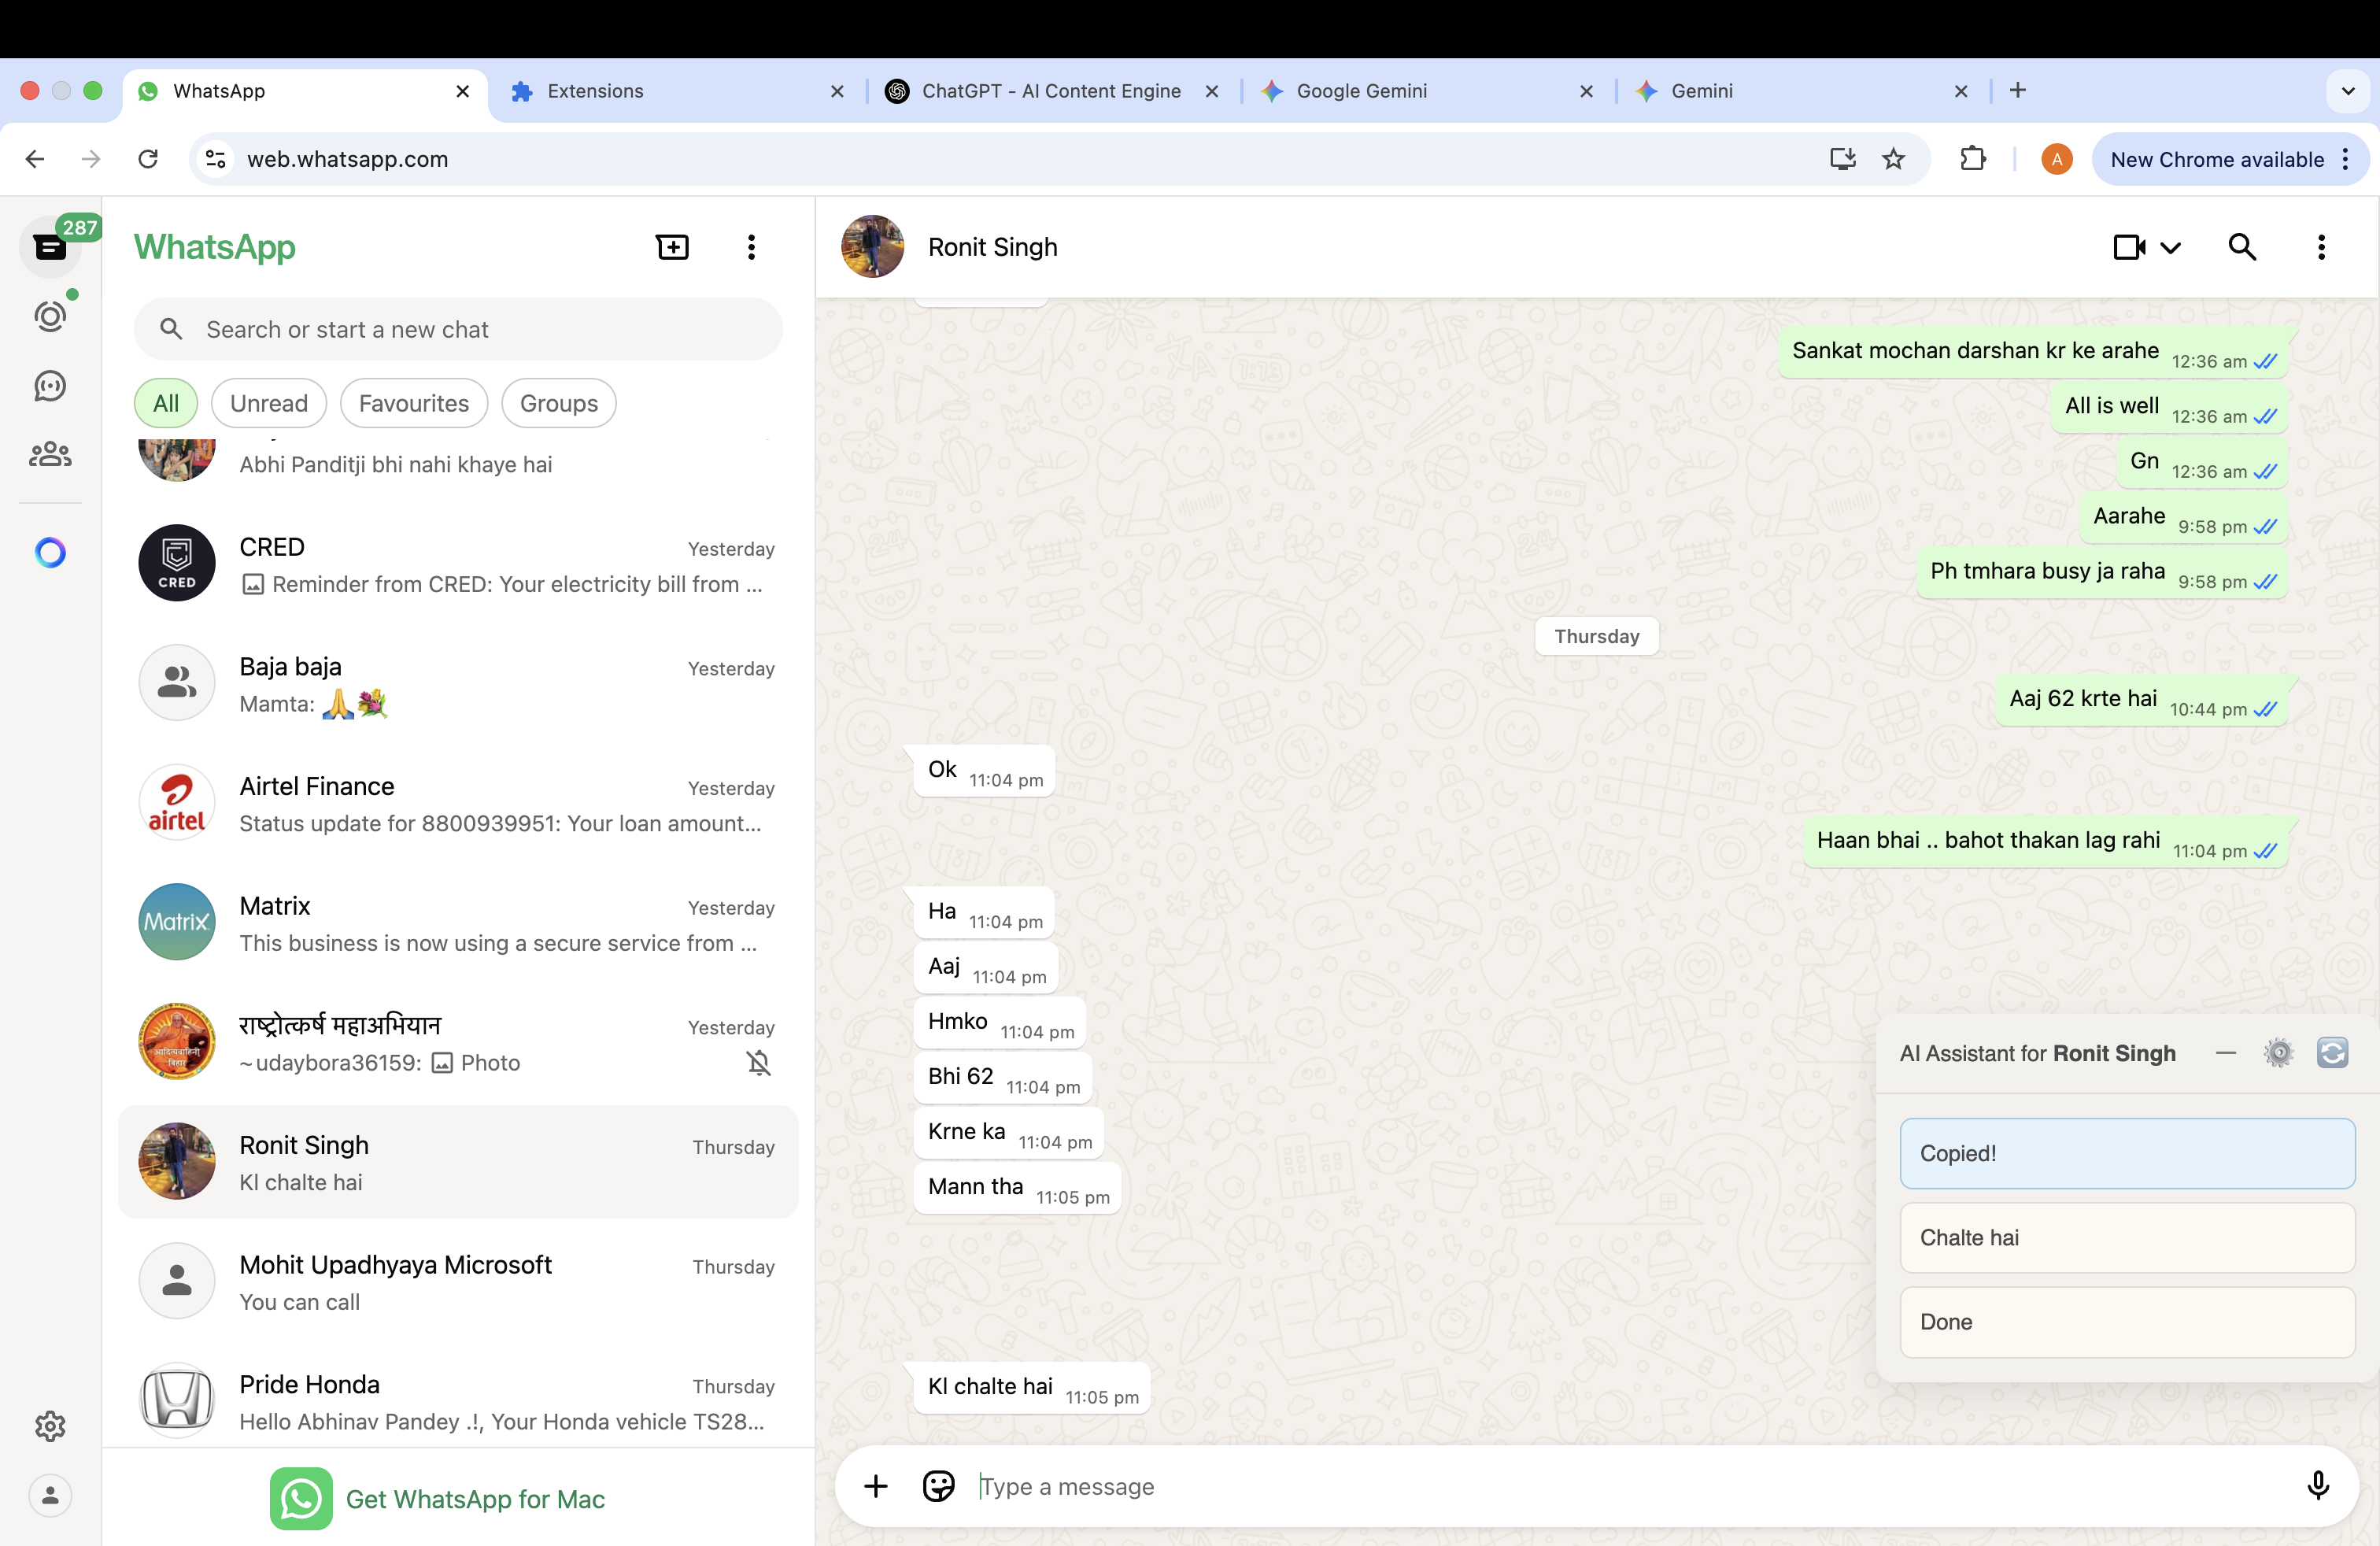 WhatsApp
Extensions
ChatGPT - AI Content Engine
Google Gemini
Gemini
web.whatsapp.com
A
New Chrome available
287
WhatsApp
Search or start a new chat
All
Unread
Favourites
Groups
Abhi Panditji bhi nahi khaye hai
CRED
CRED
Yesterday
Reminder from CRED: Your electricity bill from ...
Baja baja
Yesterday
Mamta: 🙏💐
airtel
Airtel Finance
Yesterday
Status update for 8800939951: Your loan amount...
Matrix
Matrix
Yesterday
This business is now using a secure service from ...
राष्ट्रोत्कर्ष महाअभियान
Yesterday
~udaybora36159: Photo
Ronit Singh
Thursday
Kl chalte hai
Mohit Upadhyaya Microsoft
Thursday
You can call
Pride Honda
Thursday
Hello Abhinav Pandey .!, Your Honda vehicle TS28...
Get WhatsApp for Mac
Ronit Singh
Sankat mochan darshan kr ke arahe 12:36 am
All is well 12:36 am
Gn 12:36 am
Aarahe 9:58 pm
Ph tmhara busy ja raha 9:58 pm
Thursday
Aaj 62 krte hai 10:44 pm
Ok 11:04 pm
Haan bhai .. bahot thakan lag rahi 11:04 pm
Ha 11:04 pm
Aaj 11:04 pm
Hmko 11:04 pm
Bhi 62 11:04 pm
Krne ka 11:04 pm
Mann tha 11:05 pm
Kl chalte hai 11:05 pm
AI Assistant for Ronit Singh
Copied!
Chalte hai
Done
Type a message